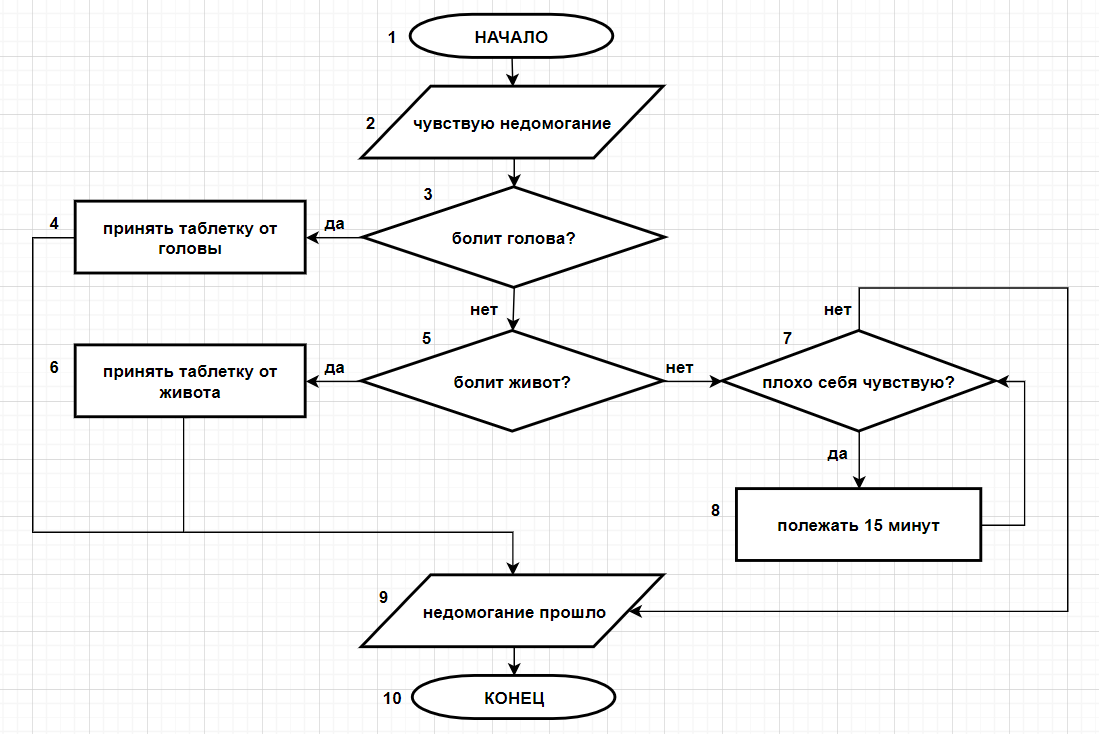 1
НАЧАЛО
2
чувствую недомогание
3
болит голова?
да
4
принять таблетку от
головы
нет
5
болит живот?
да
6
принять таблетку от
живота
нет
7
плохо себя чувствую?
нет
да
8
полежать 15 минут
9
недомогание прошло
10
КОНЕЦ